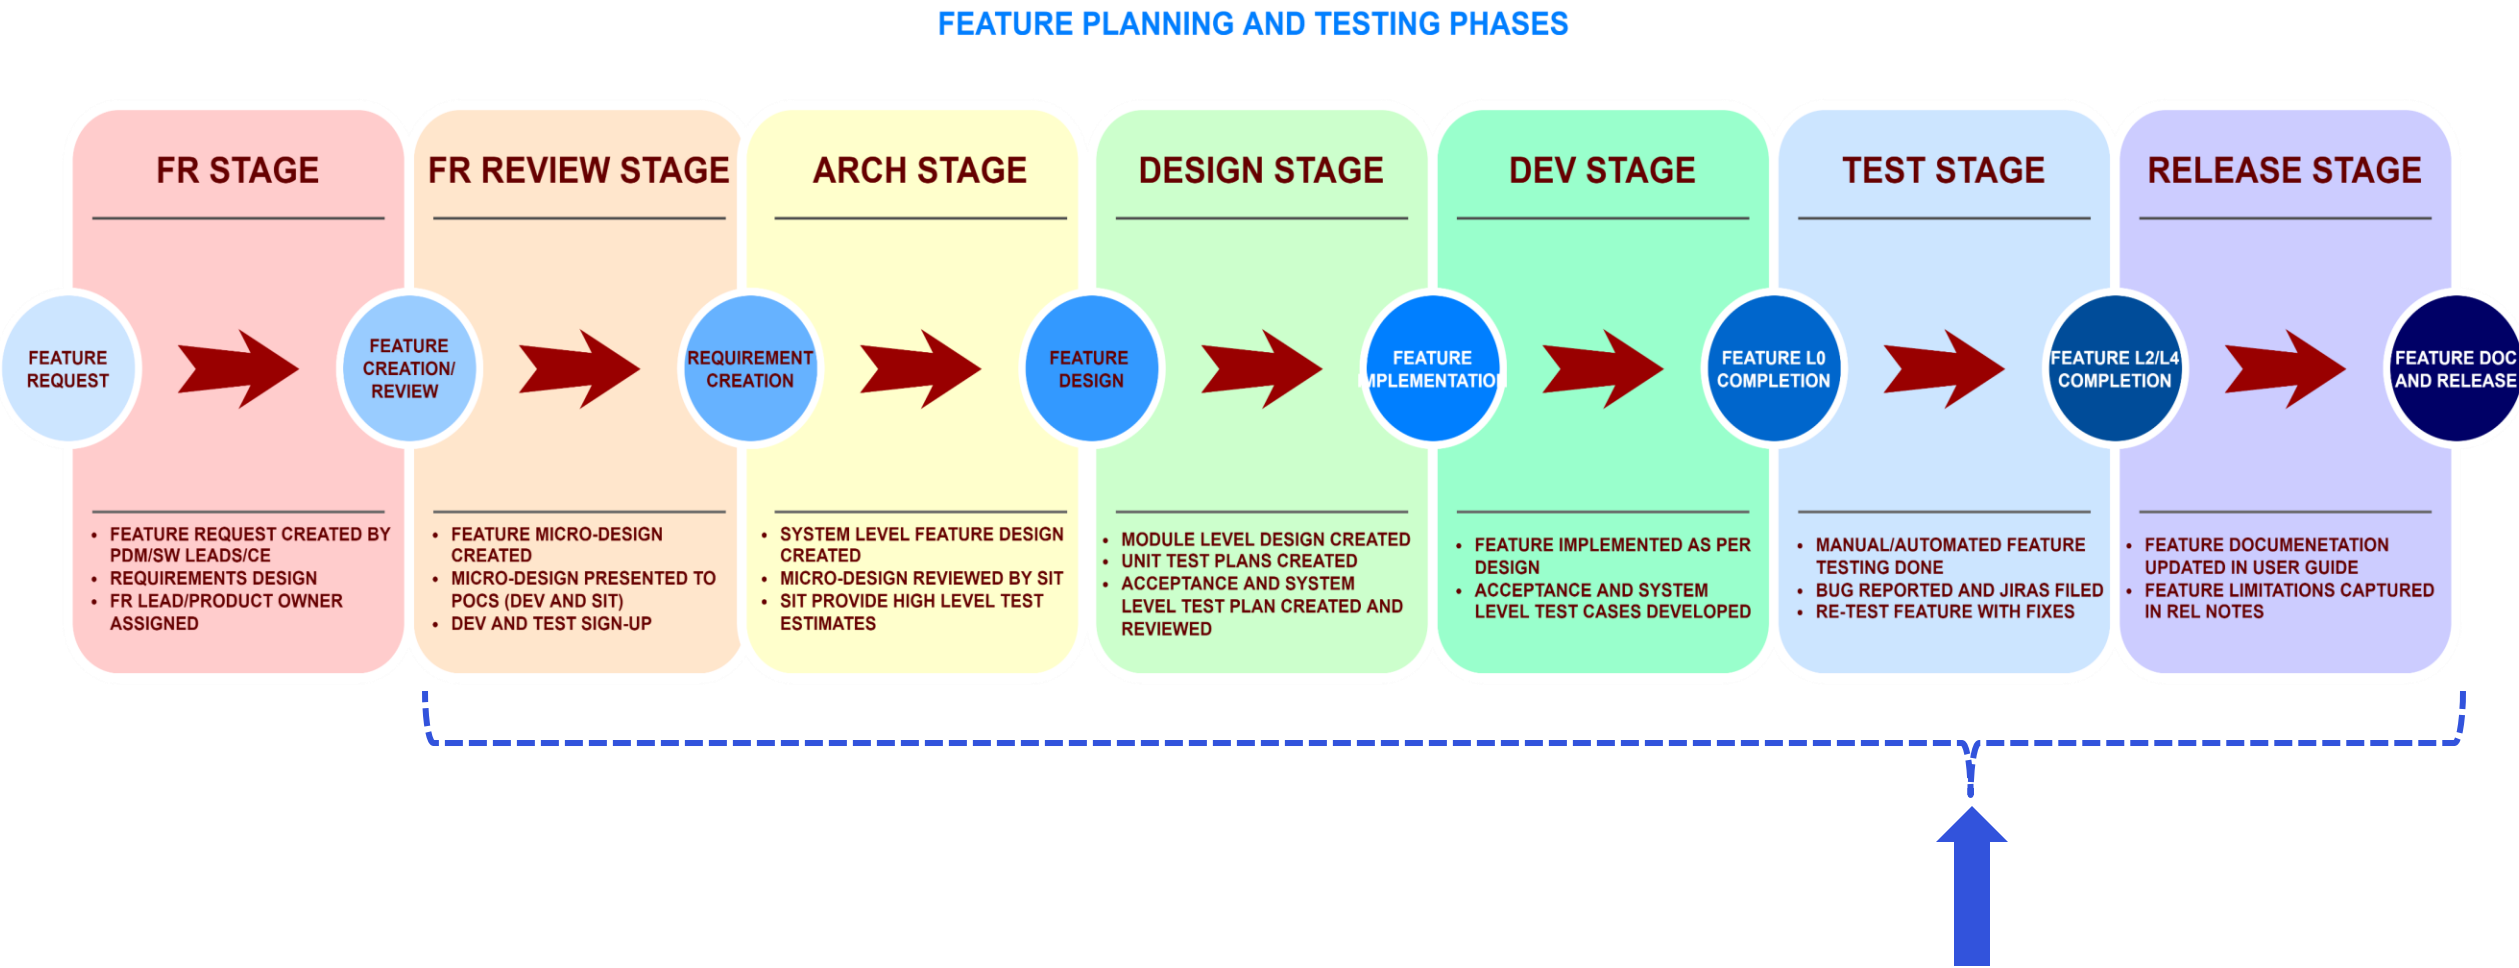 FEATURE PLANNING AND TESTING PHASES
FR STAGE
FR REVIEW STAGE
ARCH STAGE
DESIGN STAGE
DEV STAGE
TEST STAGE
RELEASE STAGE
FEATURE
REQUEST
FEATURE
CREATION/
REVIEW
REQUIREMENT
CREATION
FEATURE
DESIGN
FEATURE
IMPLEMENTATION
FEATURE L0
COMPLETION
FEATURE L2/L4
COMPLETION
FEATURE DOC
AND RELEASE
• FEATURE REQUEST CREATED BY
PDM/SW LEADS/CE
• REQUIREMENTS DESIGN
• FR LEAD/PRODUCT OWNER
ASSIGNED
• FEATURE MICRO-DESIGN
CREATED
• MICRO-DESIGN PRESENTED TO
POCS (DEV AND SIT)
• DEV AND TEST SIGN-UP
• SYSTEM LEVEL FEATURE DESIGN
CREATED
• MICRO-DESIGN REVIEWED BY SIT
• SIT PROVIDE HIGH LEVEL TEST
ESTIMATES
• MODULE LEVEL DESIGN CREATED
• UNIT TEST PLANS CREATED
• ACCEPTANCE AND SYSTEM
LEVEL TEST PLAN CREATED AND
REVIEWED
• FEATURE IMPLEMENTED AS PER
DESIGN
• ACCEPTANCE AND SYSTEM
LEVEL TEST CASES DEVELOPED
• MANUAL/AUTOMATED FEATURE
TESTING DONE
• BUG REPORTED AND JIRAS FILED
• RE-TEST FEATURE WITH FIXES
• FEATURE DOCUMENETATION
UPDATED IN USER GUIDE
• FEATURE LIMITATIONS CAPTURED
IN REL NOTES